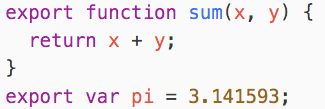 export function sum(x, y) {
  return x + y;
}
export var pi = 3.141593;